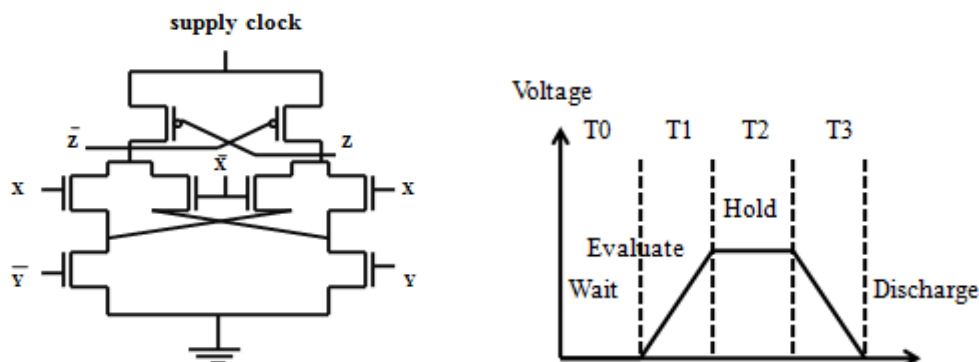 supply clock
z̄
z
x̄
x
x
Y̅
Y
Voltage
T0
T1
T2
T3
Hold
Evaluate
Wait
Discharge